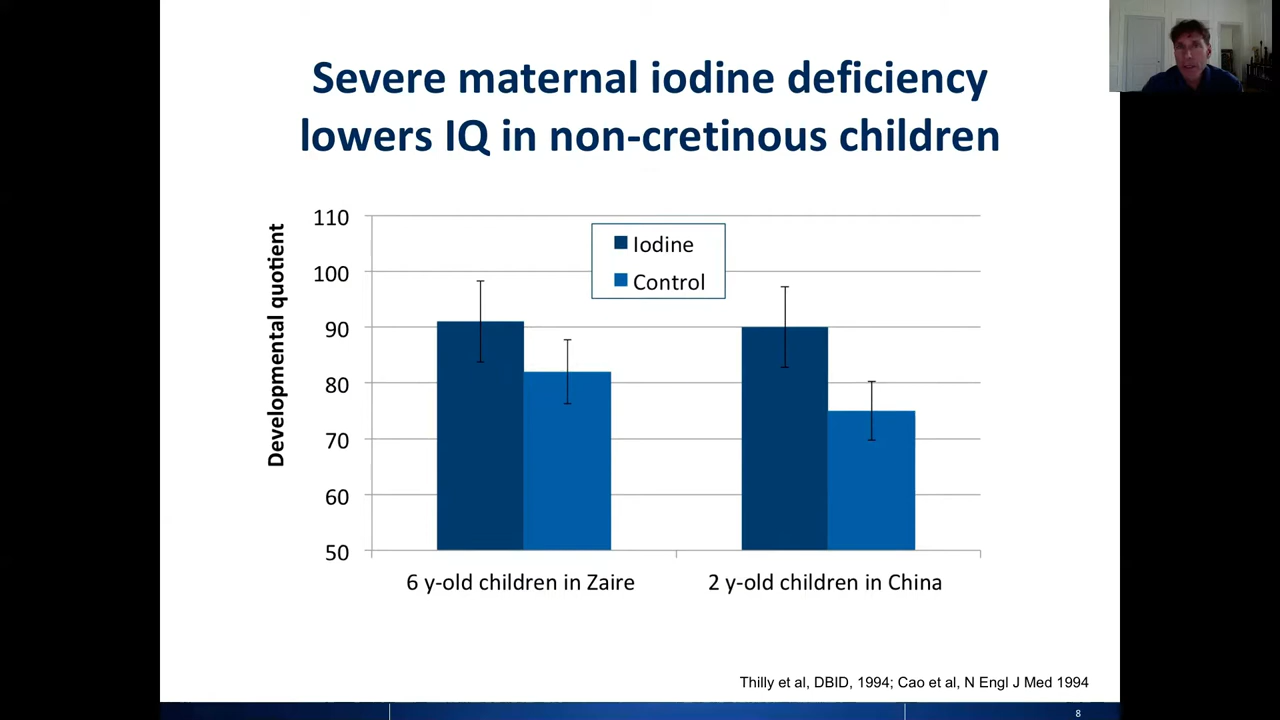 Severe maternal iodine deficiency
lowers IQ in non-cretinous children
Developmental quotient
110
100
90
80
70
60
50
Iodine
Control
6 y-old children in Zaire
2 y-old children in China
Thilly et al, DBID, 1994; Cao et al, N Engl J Med 1994
8